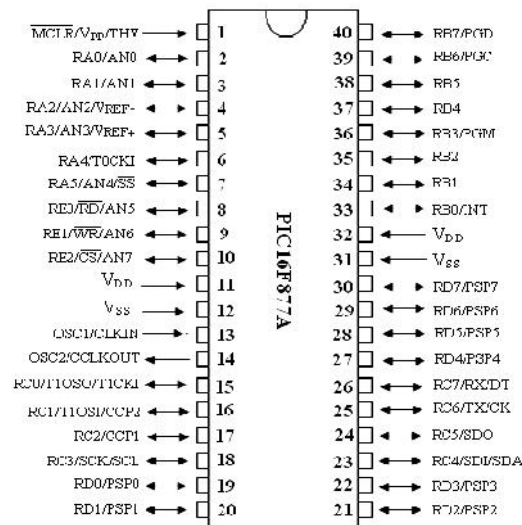 MCLR/VPP/THV 1 40 RB7/PGD
RA0/AN0 2 39 RB6/PGC
RA1/AN1 3 38 RB5
RA2/AN2/VREF- 4 37 RD4
RA3/AN3/VREF+ 5 36 RB3/PGM
RA4/T0CKI 6 35 RB2
RA5/AN4/SS 7 34 RB1
RE0/RD/AN5 8 33 RB0/INT
RE1/WR/AN6 9 32 VDD
RE2/CS/AN7 10 31 VSS
VDD 11 30 RD7/PSP7
VSS 12 29 RD6/PSP6
OSC1/CLKIN 13 28 RD5/PSP5
OSC2/CCLKOUT 14 27 RD4/PSP4
RC0/T1OSO/T1CKI 15 26 RC7/RX/DT
RC1/T1OSI/CCP2 16 25 RC6/TX/CK
RC2/CCP1 17 24 RC5/SDO
RC3/SCK/SCL 18 23 RC4/SDI/SDA
RD0/PSP0 19 22 RD3/PSP3
RD1/PSP1 20 21 RD2/PSP2
PIC16F877A